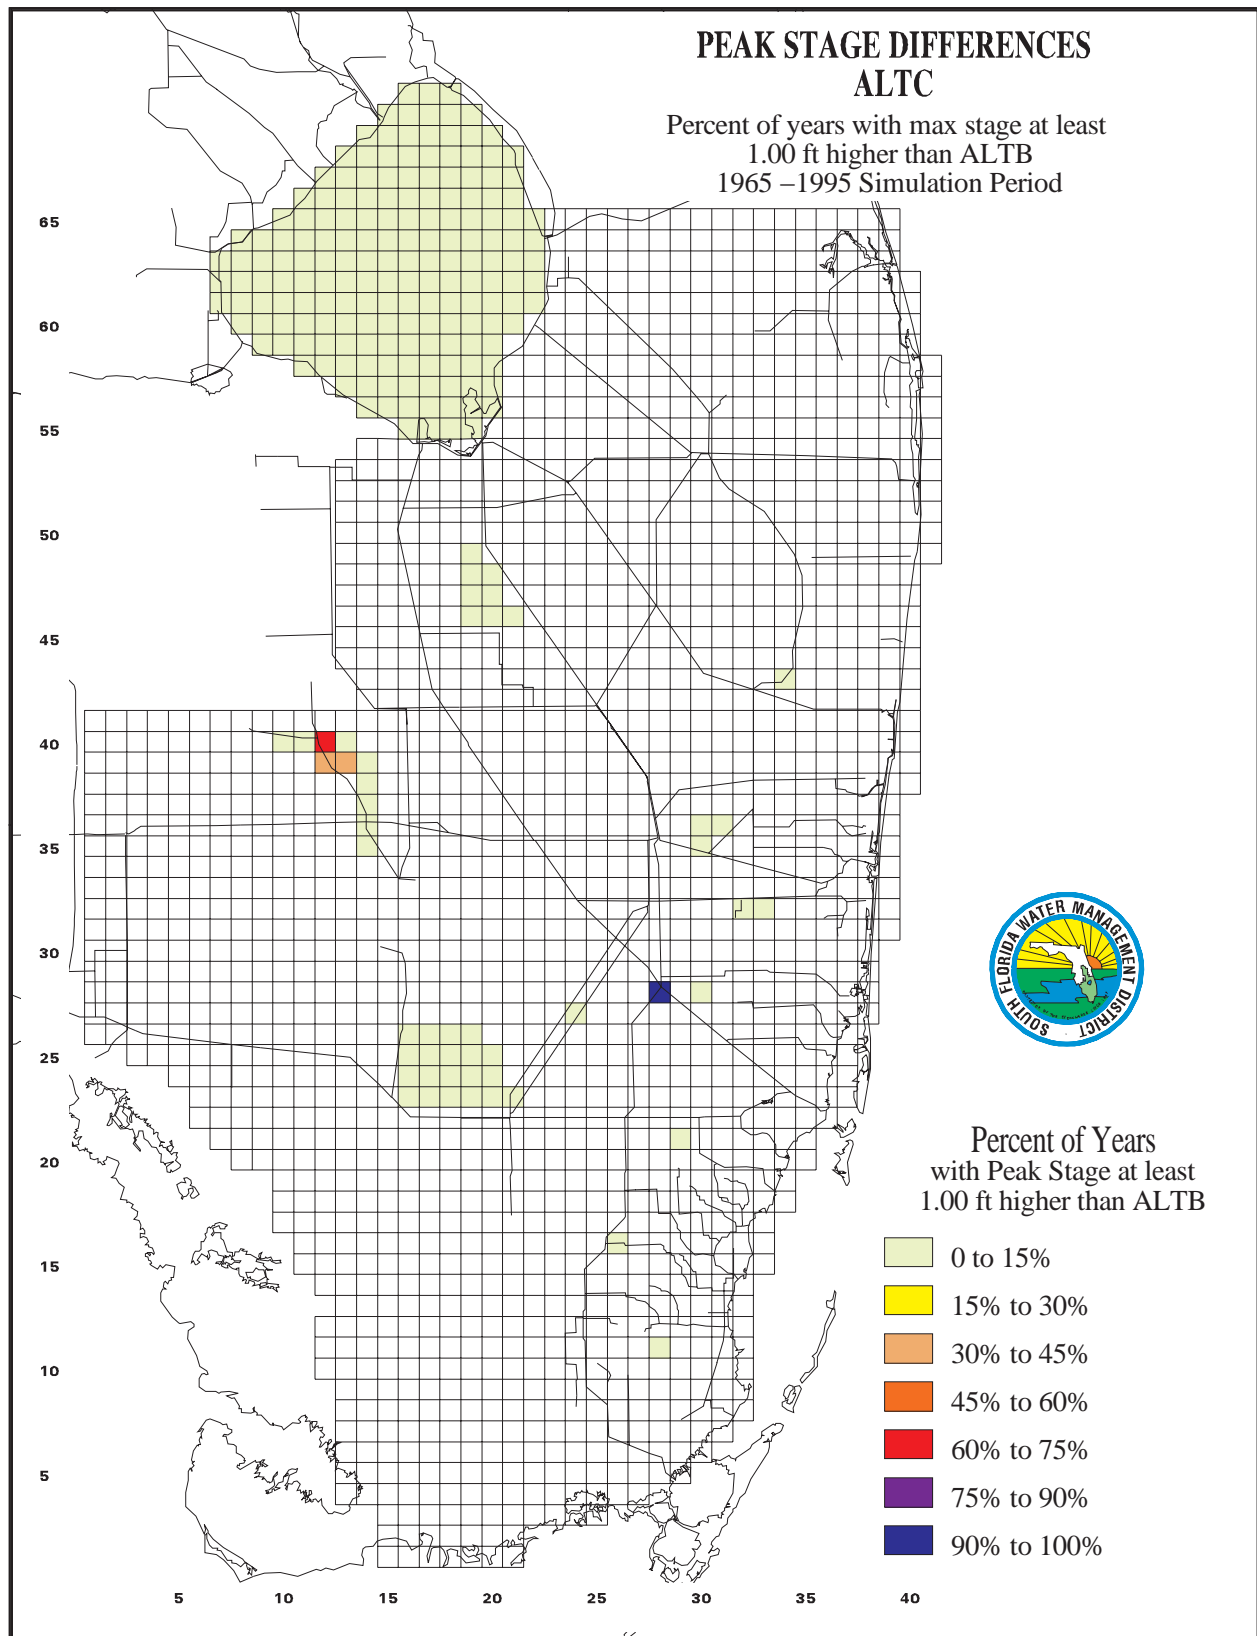 PEAK STAGE DIFFERENCES
ALTC
Percent of years with max stage at least
1.00 ft higher than ALTB
1965 –1995 Simulation Period
65
60
55
50
45
40
35
30
25
20
15
10
5
5
10
15
20
25
30
35
40
SOUTH FLORIDA WATER MANAGEMENT DISTRICT
Percent of Years
with Peak Stage at least
1.00 ft higher than ALTB
0 to 15%
15% to 30%
30% to 45%
45% to 60%
60% to 75%
75% to 90%
90% to 100%